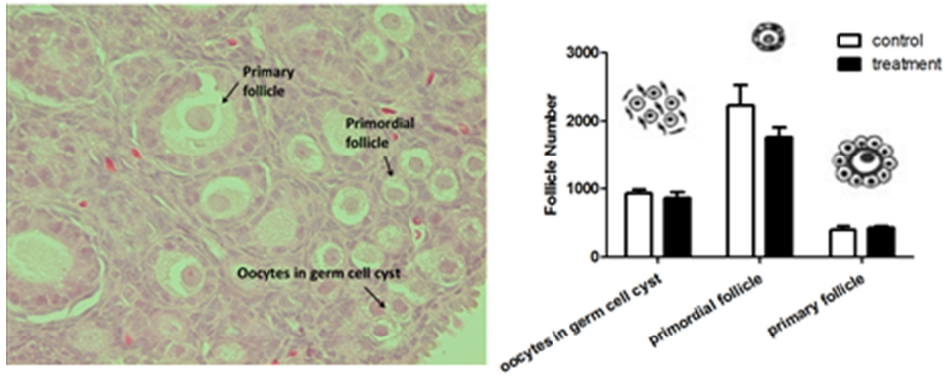 Primary
follicle
Primordial
follicle
Oocytes in germ cell cyst
control
treatment
Follicle Number
3000
2000
1000
0
oocytes in germ cell cyst
primordial follicle
primary follicle